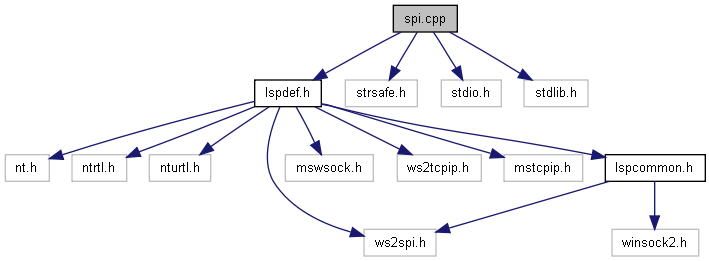 spi.cpp
lspdef.h
strsafe.h
stdio.h
stdlib.h
nt.h
ntrtl.h
nturtl.h
mswsock.h
ws2tcpip.h
mstcpip.h
lspcommon.h
ws2spi.h
winsock2.h